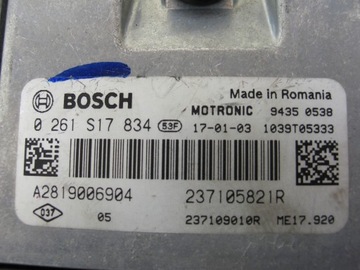 BOSCH
Made in Romania
MOTRONIC 9435 0538
0 261 S17 834 53F 17-01-03 1039T05333
A2819006904 237105821R
037 05 237109010R ME17.920